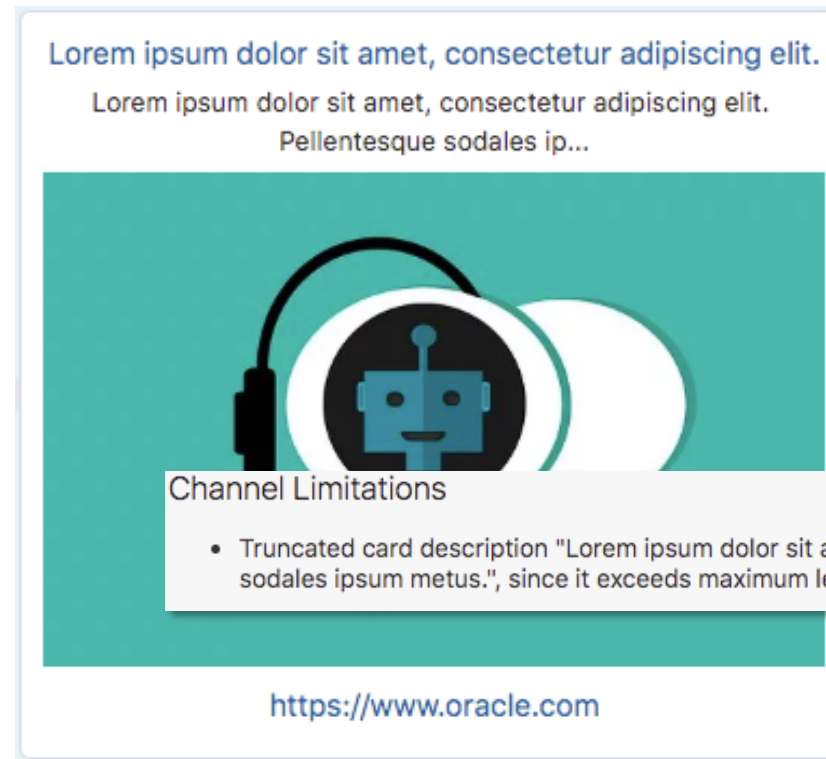 Lorem ipsum dolor sit amet, consectetur adipiscing elit.
Lorem ipsum dolor sit amet, consectetur adipiscing elit.
Pellentesque sodales ip...
Channel Limitations
• Truncated card description "Lorem ipsum dolor sit
sodales ipsum metus.", since it exceeds maximum
https://www.oracle.com